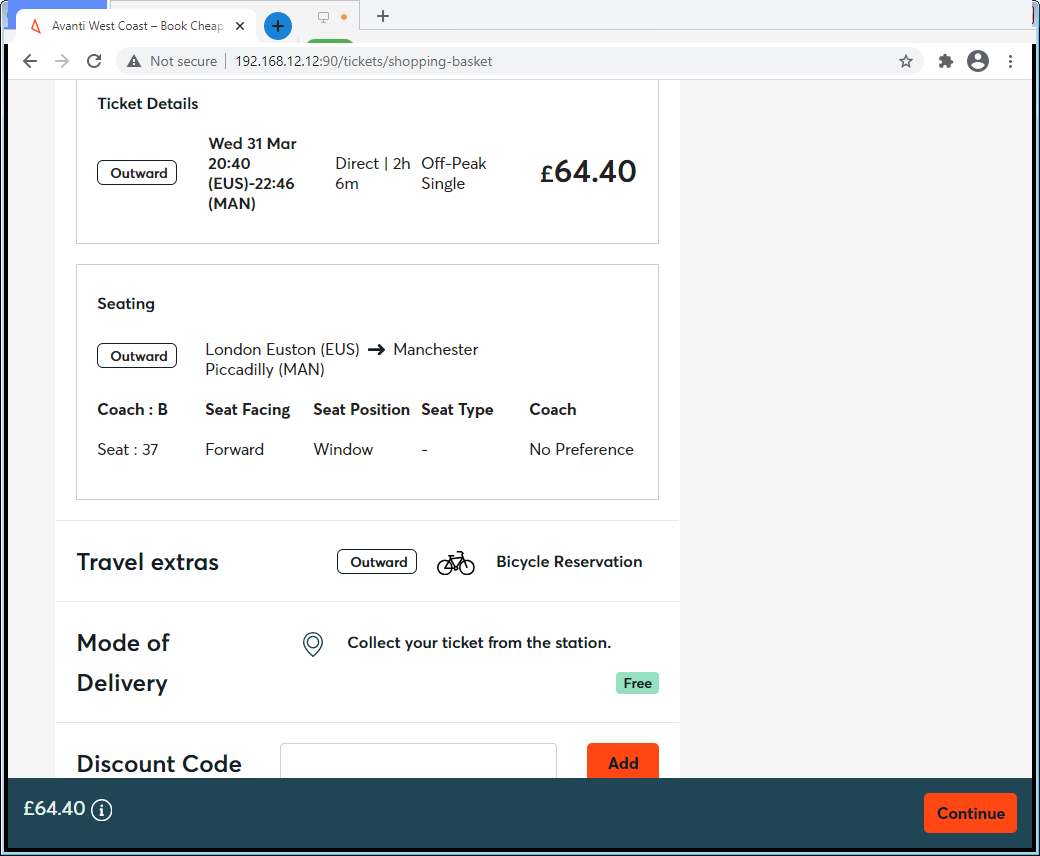 Avanti West Coast – Book Cheap
Not secure
192.168.12.12:90/tickets/shopping-basket
Ticket Details
Outward
Wed 31 Mar
20:40
(EUS)-22:46
(MAN)
Direct | 2h
6m
Off-Peak
Single
£64.40
Seating
Outward
London Euston (EUS) → Manchester
Piccadilly (MAN)
Coach : B Seat Facing Seat Position Seat Type Coach
Seat : 37 Forward Window - No Preference
Travel extras Outward Bicycle Reservation
Mode of
Delivery
Collect your ticket from the station.
Free
Discount Code Add
£64.40 Continue